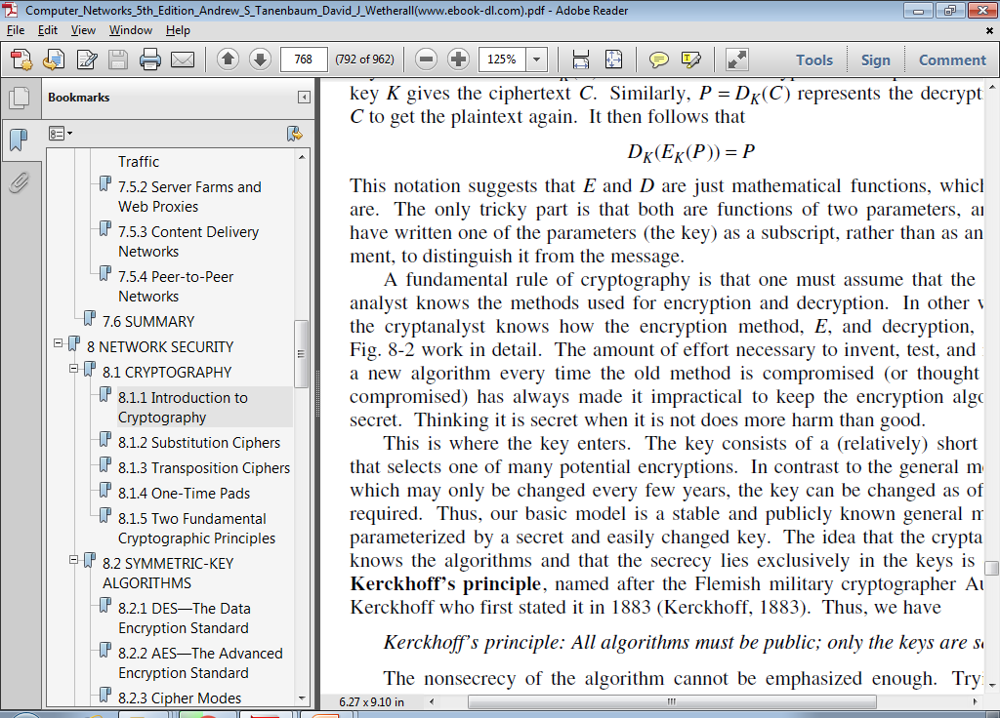 Computer_Networks_5th_Edition_Andrew_S_Tanenbaum_David_J_Wetherall(www.ebook-dl.com).pdf - Adobe Reader
File Edit View Window Help
768 (792 of 962) 125% Tools Sign Comment
Bookmarks
Traffic
7.5.2 Server Farms and
Web Proxies
7.5.3 Content Delivery
Networks
7.5.4 Peer-to-Peer
Networks
7.6 SUMMARY
8 NETWORK SECURITY
8.1 CRYPTOGRAPHY
8.1.1 Introduction to
Cryptography
8.1.2 Substitution Ciphers
8.1.3 Transposition Ciphers
8.1.4 One-Time Pads
8.1.5 Two Fundamental
Cryptographic Principles
8.2 SYMMETRIC-KEY
ALGORITHMS
8.2.1 DES—The Data
Encryption Standard
8.2.2 AES—The Advanced
Encryption Standard
8.2.3 Cipher Modes
key K gives the ciphertext C. Similarly, P = D_K(C) represents the decrypt
C to get the plaintext again. It then follows that
D_K(E_K(P)) = P
This notation suggests that E and D are just mathematical functions, which
are. The only tricky part is that both are functions of two parameters, a
have written one of the parameters (the key) as a subscript, rather than as an
ment, to distinguish it from the message.
A fundamental rule of cryptography is that one must assume that the
analyst knows the methods used for encryption and decryption. In other
the cryptanalyst knows how the encryption method, E, and decryption,
Fig. 8-2 work in detail. The amount of effort necessary to invent, test, and
a new algorithm every time the old method is compromised (or thought
compromised) has always made it impractical to keep the encryption algo
secret. Thinking it is secret when it is not does more harm than good.
This is where the key enters. The key consists of a (relatively) short
that selects one of many potential encryptions. In contrast to the general m
which may only be changed every few years, the key can be changed as of
required. Thus, our basic model is a stable and publicly known general m
parameterized by a secret and easily changed key. The idea that the crypta
knows the algorithms and that the secrecy lies exclusively in the keys is
Kerckhoff's principle, named after the Flemish military cryptographer Au
Kerckhoff who first stated it in 1883 (Kerckhoff, 1883). Thus, we have
Kerckhoff's principle: All algorithms must be public; only the keys are s
The nonsecrecy of the algorithm cannot be emphasized enough. Try
6.27 x 9.10 in